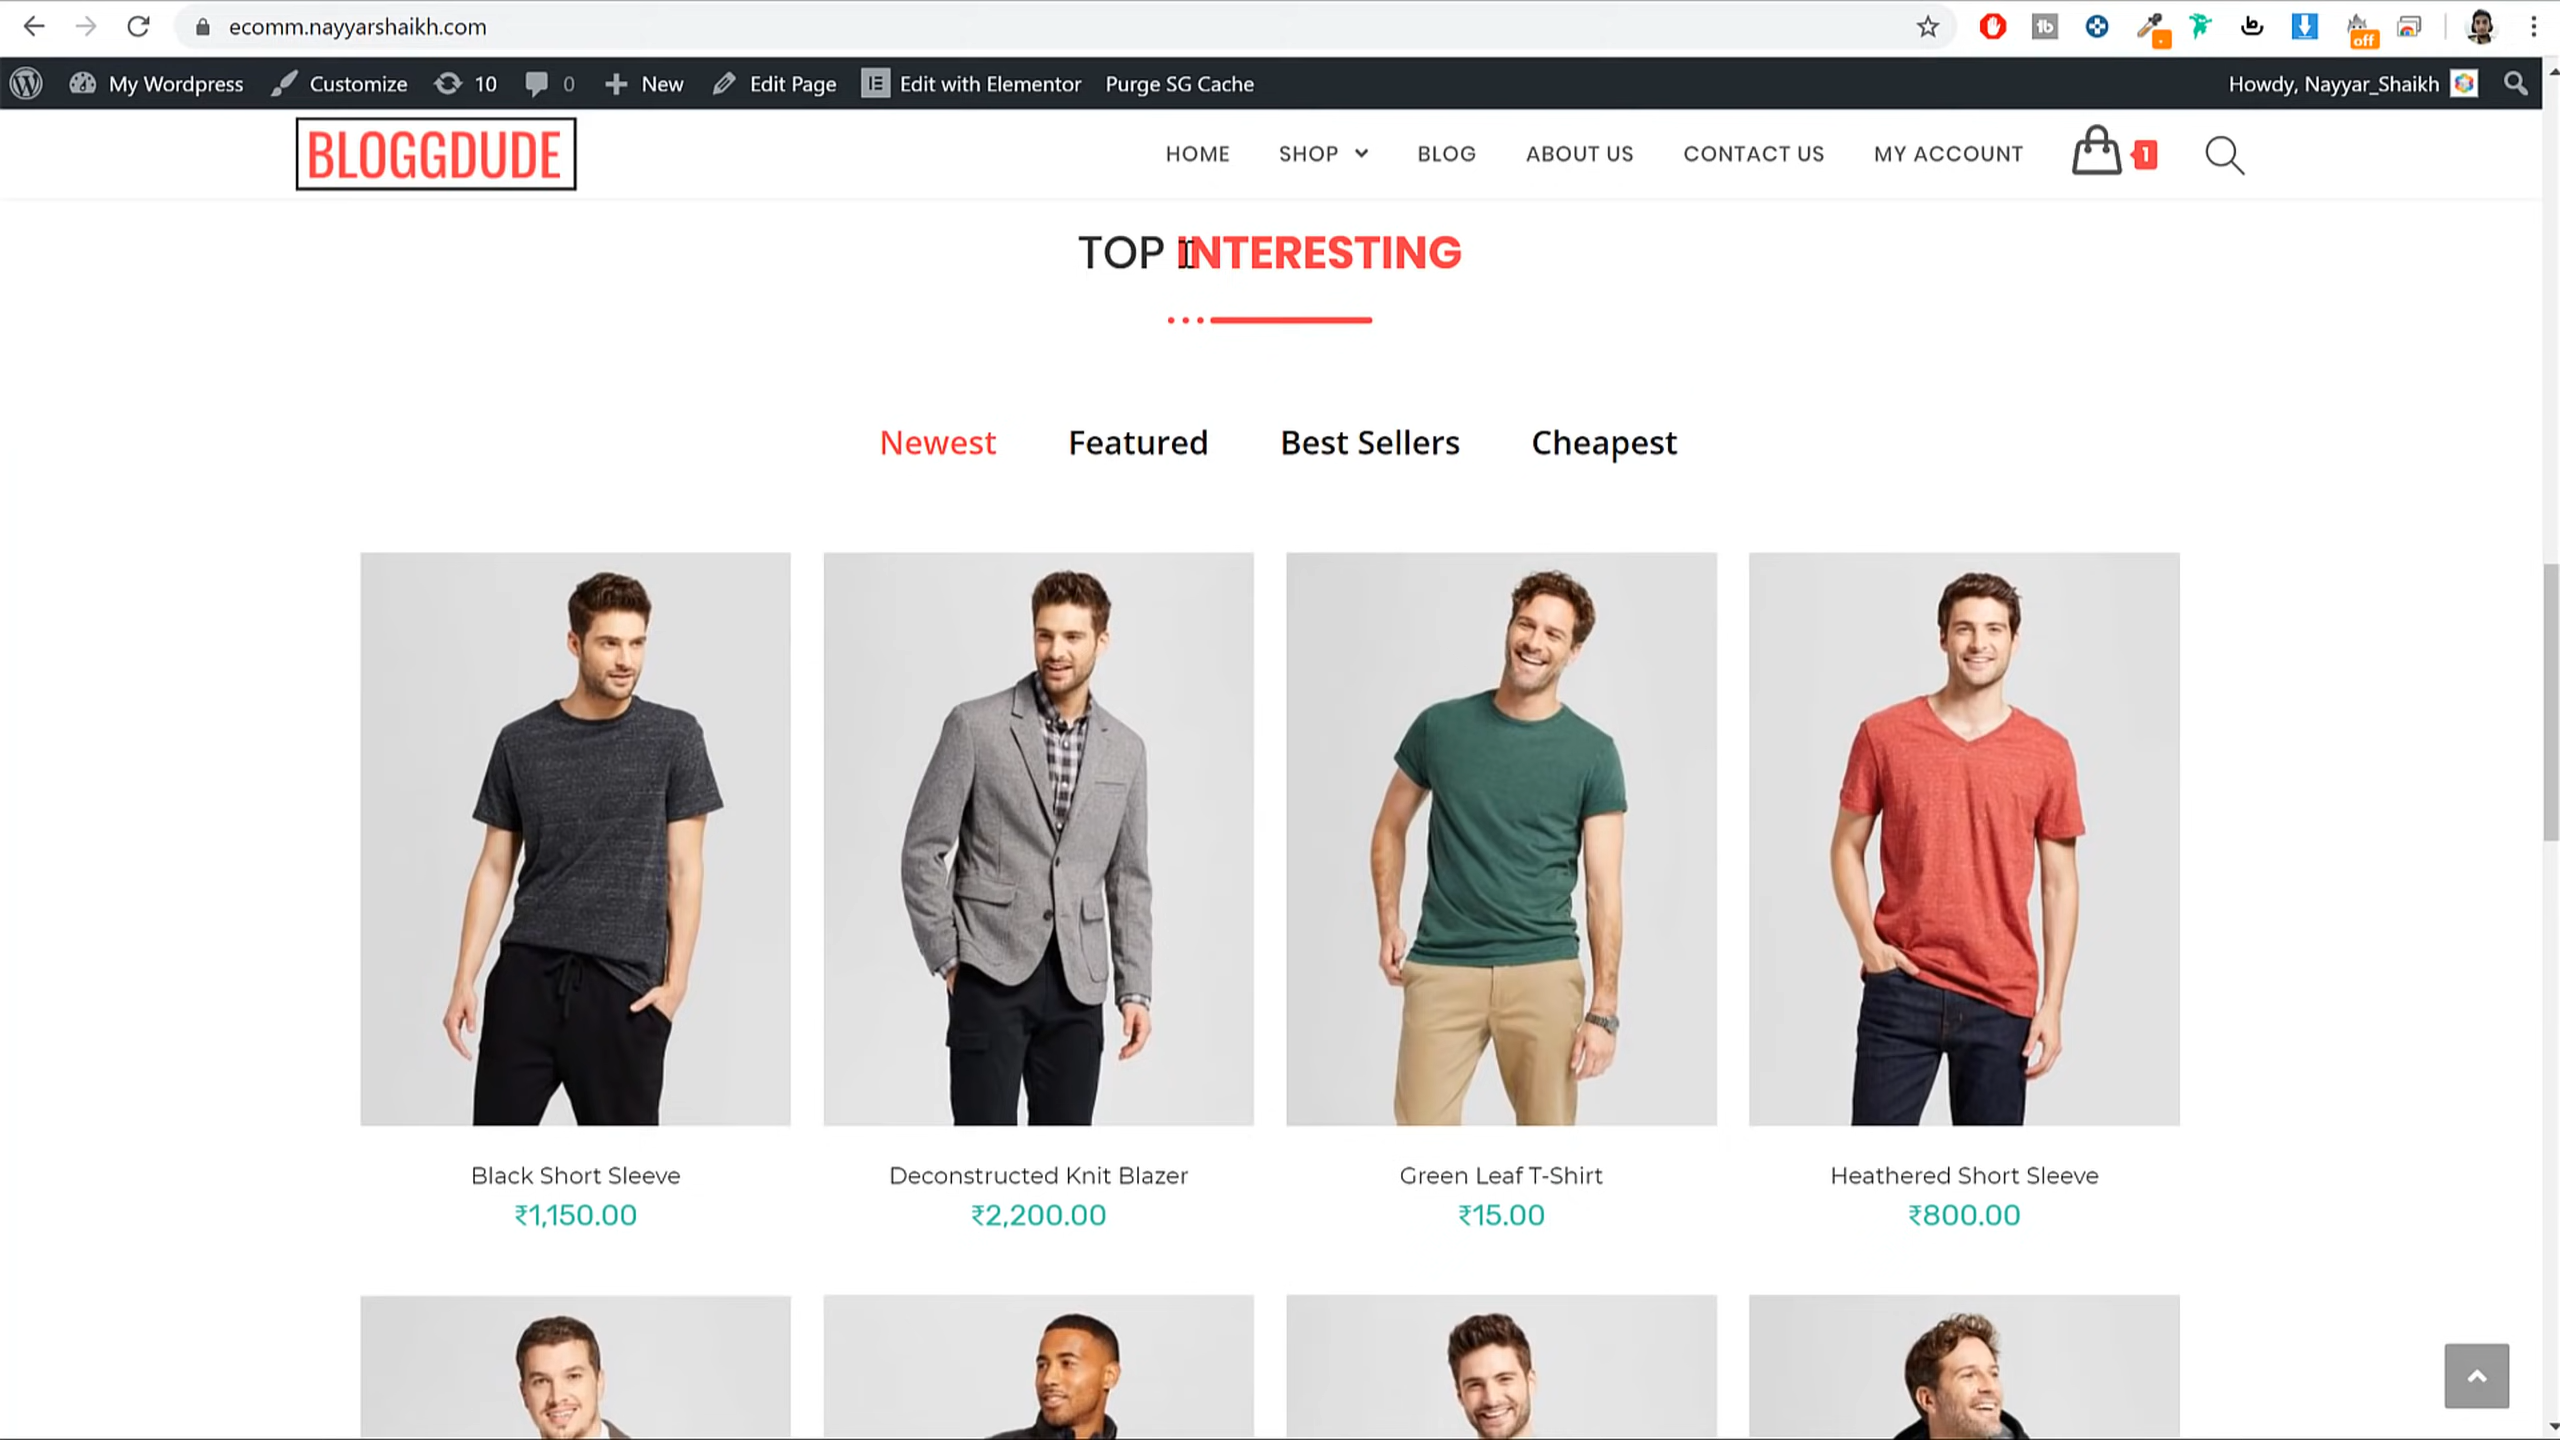 ecomm.nayyarshaikh.com
off
My Wordpress Customize 10 0 New Edit Page Edit with Elementor Purge SG Cache Howdy, Nayyar_Shaikh
BLOGGDUDE
HOME SHOP BLOG ABOUT US CONTACT US MY ACCOUNT 1
TOP INTERESTING
Newest Featured Best Sellers Cheapest
Black Short Sleeve Deconstructed Knit Blazer Green Leaf T-Shirt Heathered Short Sleeve
₹1,150.00 ₹2,200.00 ₹15.00 ₹800.00